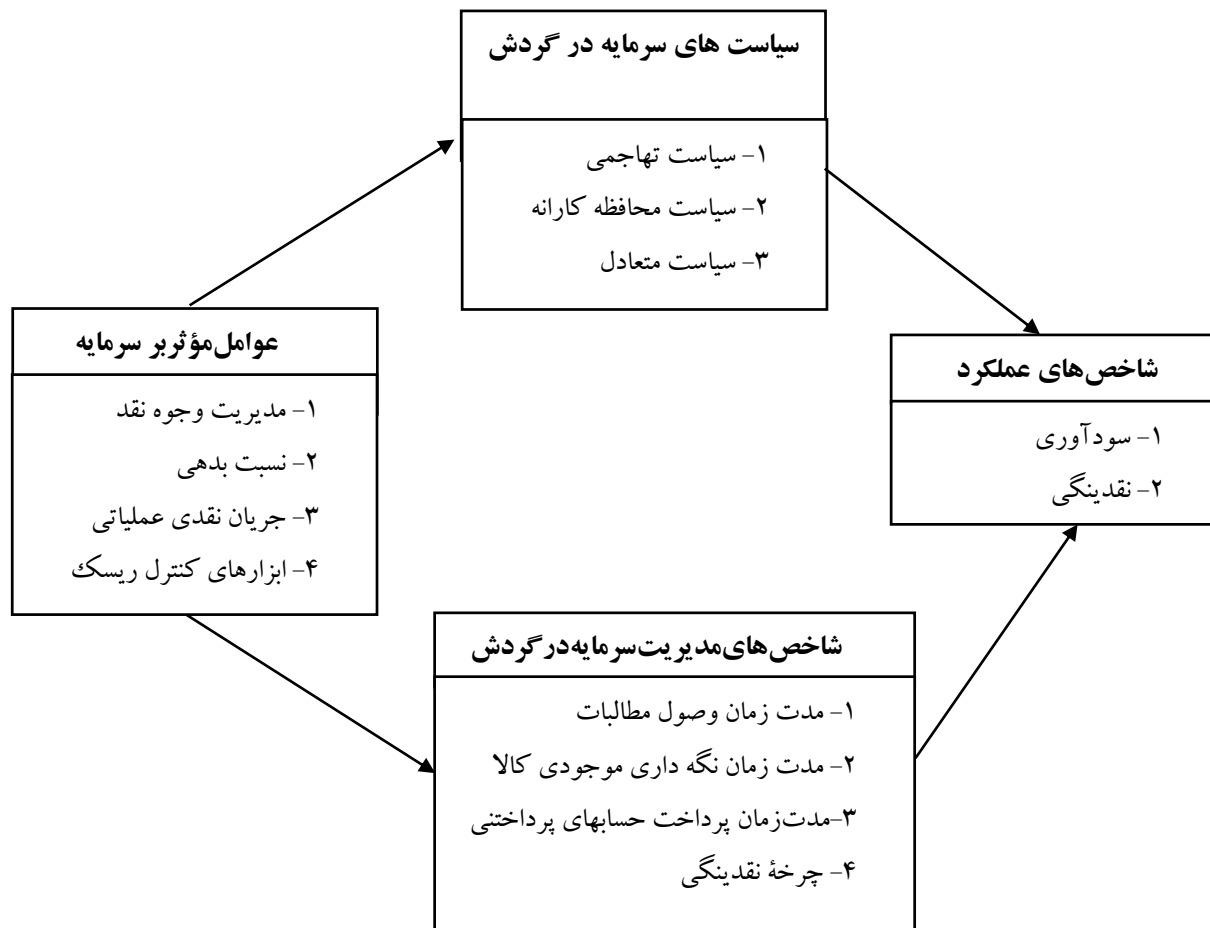 سیاست های سرمایه در گردش
۱- سیاست تهاجمی
۲- سیاست محافظه کارانه
۳- سیاست متعادل
عوامل‌مؤثربر سرمایه
۱- مدیریت وجوه نقد
۲- نسبت بدهی
۳- جریان نقدی عملیاتی
۴- ابزارهای کنترل ریسک
شاخص‌های عملکرد
۱- سودآوری
۲- نقدینگی
شاخص‌های‌مدیریت‌سرمایه‌در‌گردش
۱- مدت زمان وصول مطالبات
۲- مدت زمان نگه داری موجودی کالا
۳-مدت‌زمان پرداخت حسابهای پرداختنی
۴- چرخهٔ نقدینگی